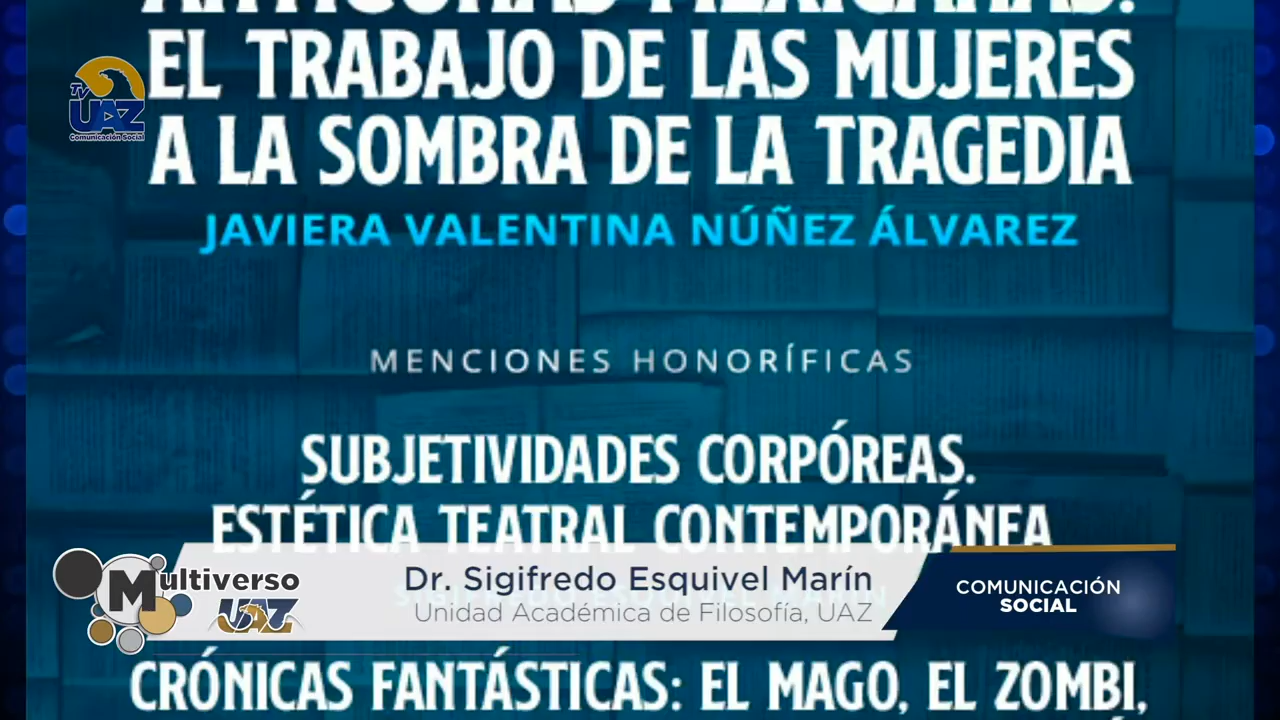 ANTÍGONAS MEXICANAS:
EL TRABAJO DE LAS MUJERES
A LA SOMBRA DE LA TRAGEDIA
JAVIERA VALENTINA NÚÑEZ ÁLVAREZ
MENCIONES HONORÍFICAS
SUBJETIVIDADES CORPÓREAS.
ESTÉTICA TEATRAL CONTEMPORÁNEA
CRÓNICAS FANTÁSTICAS: EL MAGO, EL ZOMBI,
TV
UAZ
Comunicación Social
Multiverso
UAZ
Dr. Sigifredo Esquivel Marín
Unidad Académica de Filosofía, UAZ
COMUNICACIÓN
SOCIAL